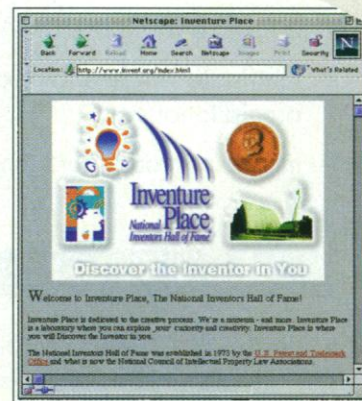 Netscape: Inventure Place
Back Forward Reload Home Search Netscape Images Print Security
N
Location: http://www.invent.org/index.html What's Related
Inventure
Place
National
Inventors Hall of Fame
Discover the Inventor in You
Welcome to Inventure Place, The National Inventors Hall of Fame!
Inventure Place is dedicated to the creative process. We're a museum - and more. Inventure Place
is a laboratory where you can explore your curiosity and creativity. Inventure Place is where
you will Discover the Inventor in you.
The National Inventors Hall of Fame was established in 1973 by the U.S. Patent and Trademark
Office and what is now the National Council of Intellectual Property Law Associations.